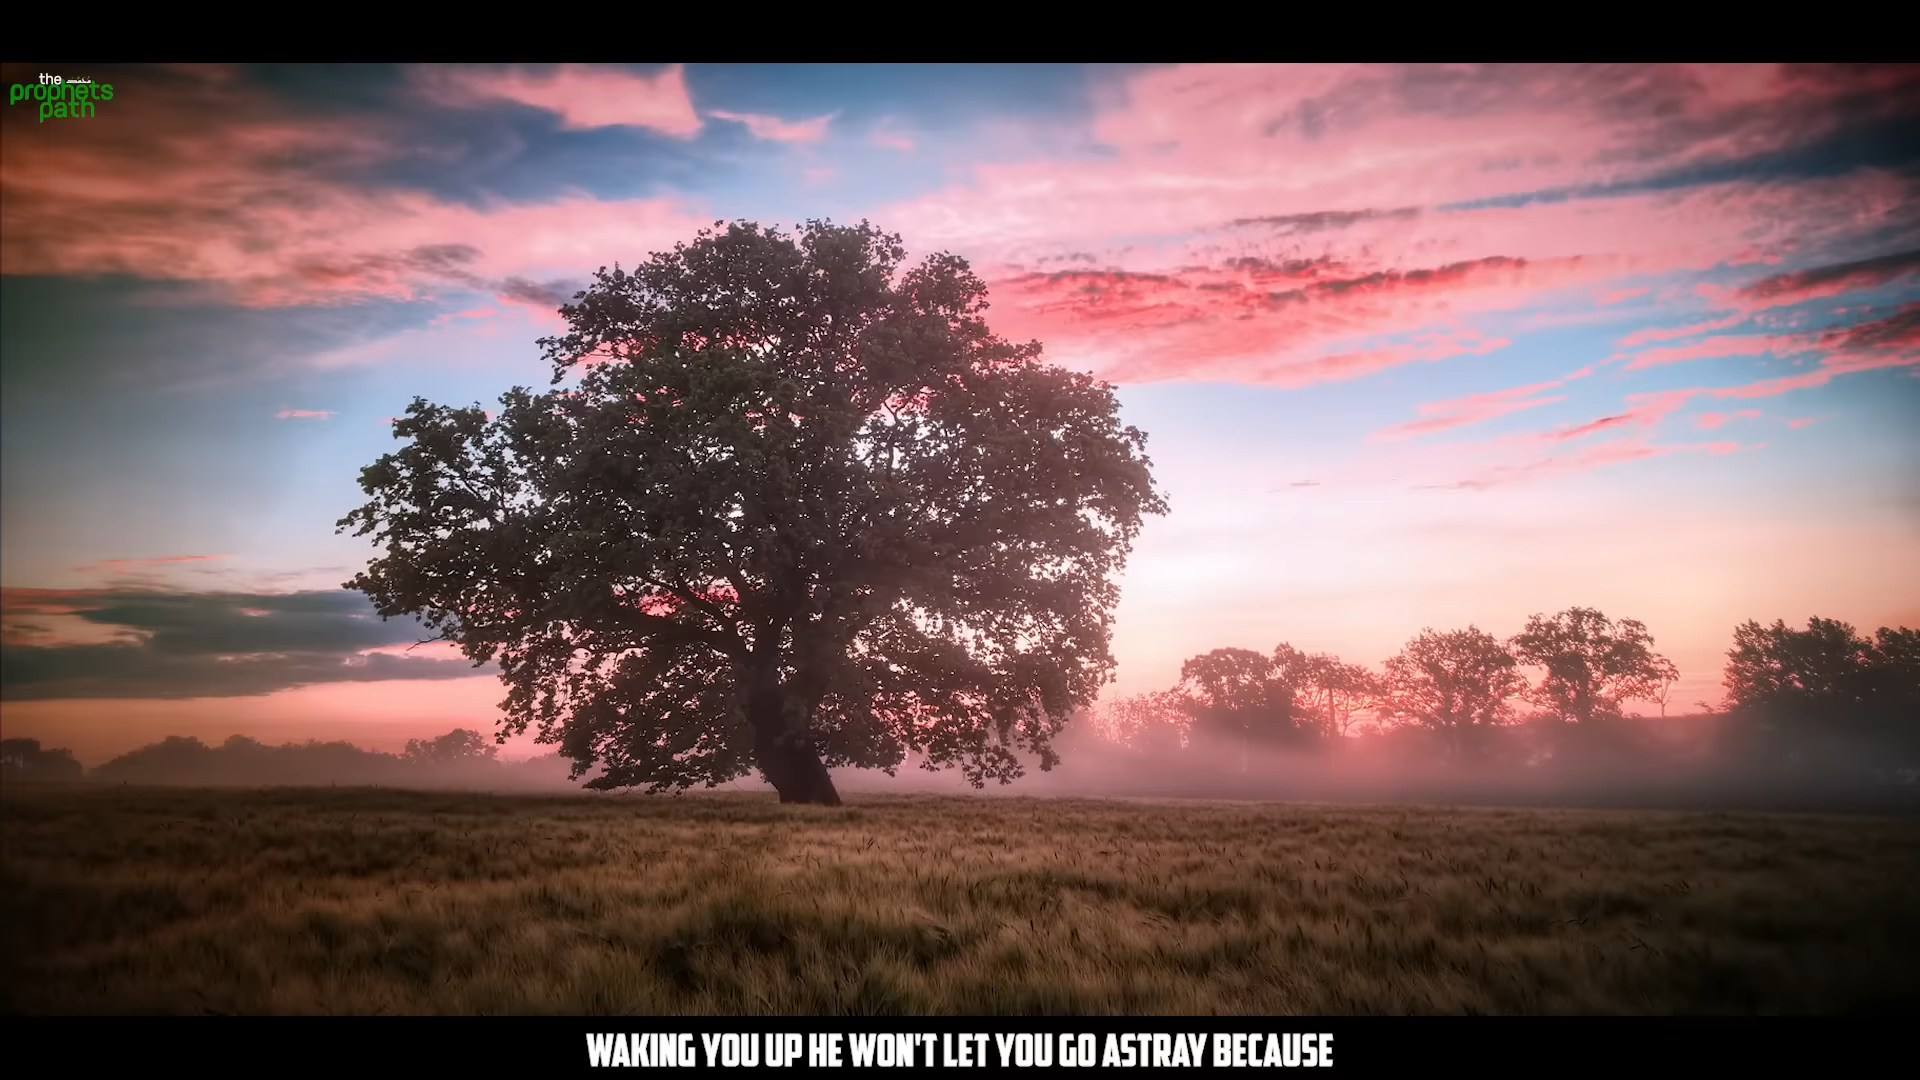 the
prophets
path
WAKING YOU UP HE WON'T LET YOU GO ASTRAY BECAUSE